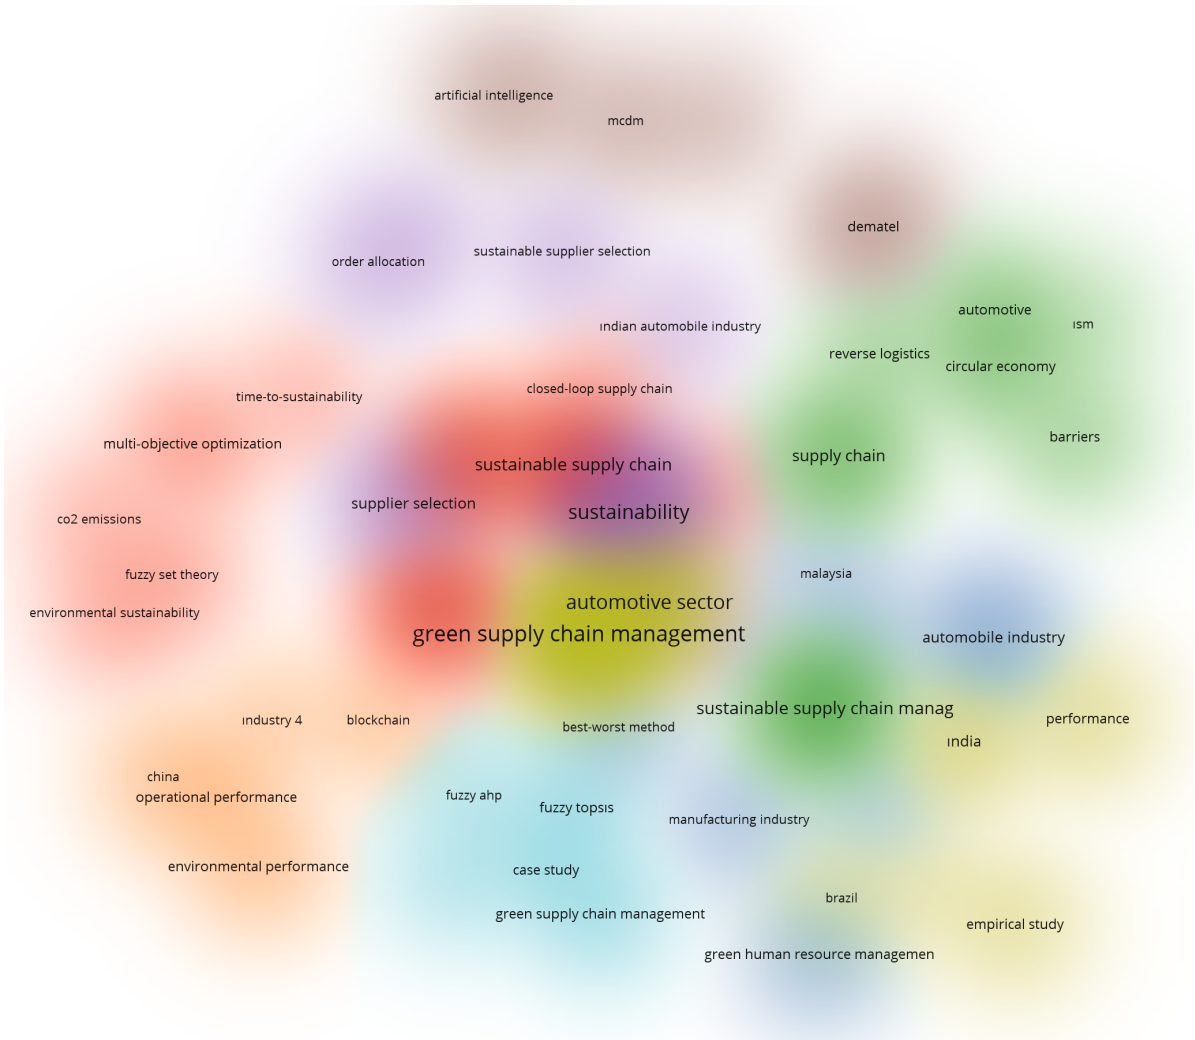 artificial intelligence
mcdm
dematel
sustainable supplier selection
order allocation
automotive
ısm
ındian automobile industry
reverse logistics
circular economy
closed-loop supply chain
time-to-sustainability
barriers
multi-objective optimization
supply chain
sustainable supply chain
supplier selection
sustainability
co2 emissions
malaysia
fuzzy set theory
automotive sector
environmental sustainability
green supply chain management
automobile industry
sustainable supply chain manag
performance
ındustry 4
blockchain
best-worst method
ındia
china
operational performance
fuzzy ahp
fuzzy topsıs
manufacturing industry
environmental performance
case study
brazil
green supply chain management
empirical study
green human resource managemen